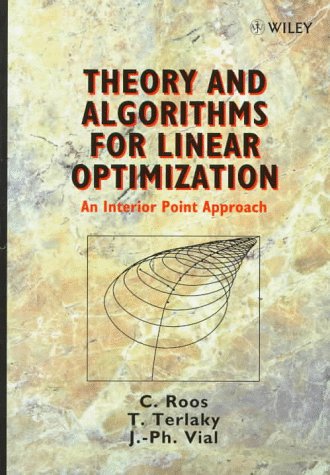 WILEY
THEORY AND
ALGORITHMS
FOR LINEAR
OPTIMIZATION
An Interior Point Approach
C. Roos
T. Terlaky
J.-Ph. Vial